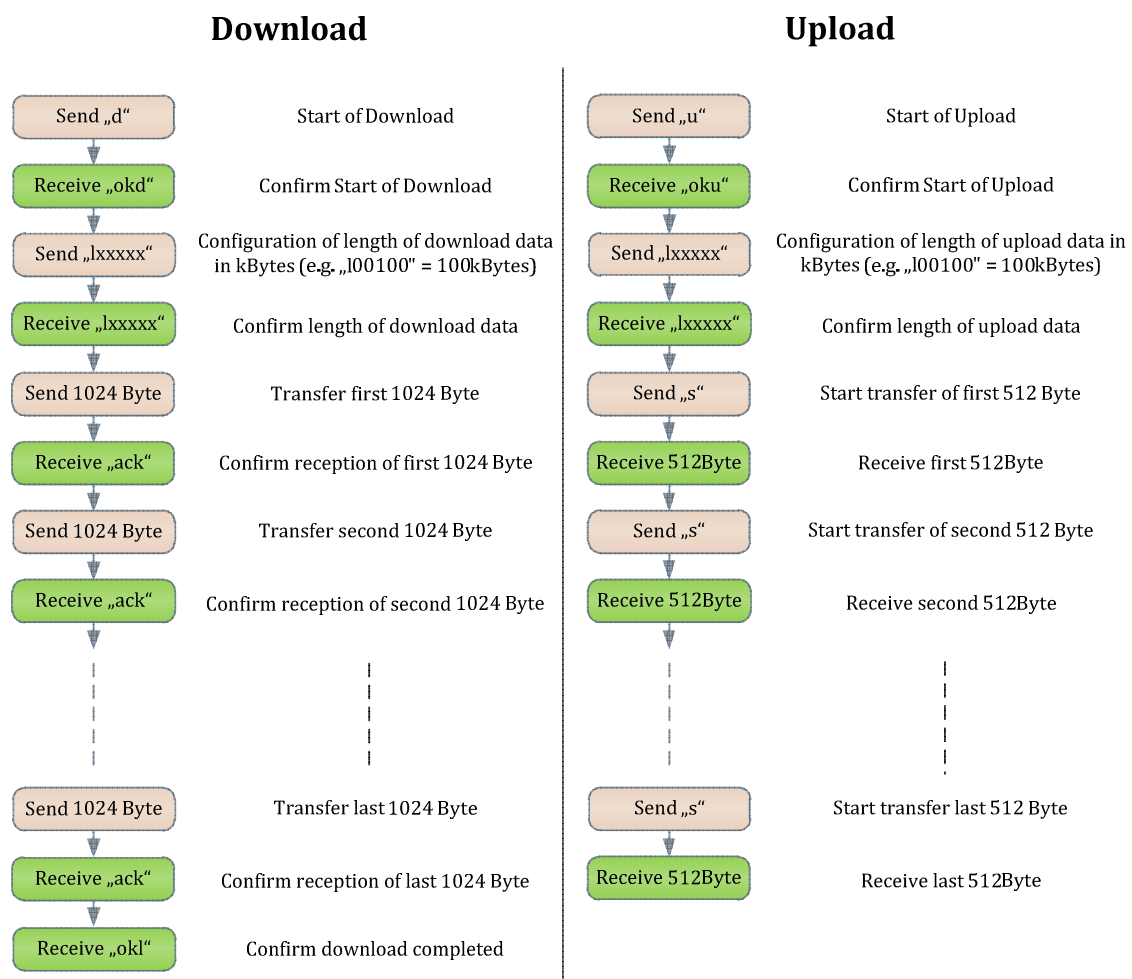 Download
Send „d“
Start of Download
Receive „okd“
Confirm Start of Download
Send „lxxxxx“
Configuration of length of download data
in kBytes (e.g. „l00100" = 100kBytes)
Receive „lxxxxx“
Confirm length of download data
Send 1024 Byte
Transfer first 1024 Byte
Receive „ack“
Confirm reception of first 1024 Byte
Send 1024 Byte
Transfer second 1024 Byte
Receive „ack“
Confirm reception of second 1024 Byte
Send 1024 Byte
Transfer last 1024 Byte
Receive „ack“
Confirm reception of last 1024 Byte
Receive „okl“
Confirm download completed
Upload
Send „u“
Start of Upload
Receive „oku“
Confirm Start of Upload
Send „lxxxxx“
Configuration of length of upload data in
kBytes (e.g. „l00100" = 100kBytes)
Receive „lxxxxx“
Confirm length of upload data
Send „s“
Start transfer of first 512 Byte
Receive 512Byte
Receive first 512Byte
Send „s“
Start transfer of second 512 Byte
Receive 512Byte
Receive second 512Byte
Send „s“
Start transfer last 512 Byte
Receive 512Byte
Receive last 512Byte